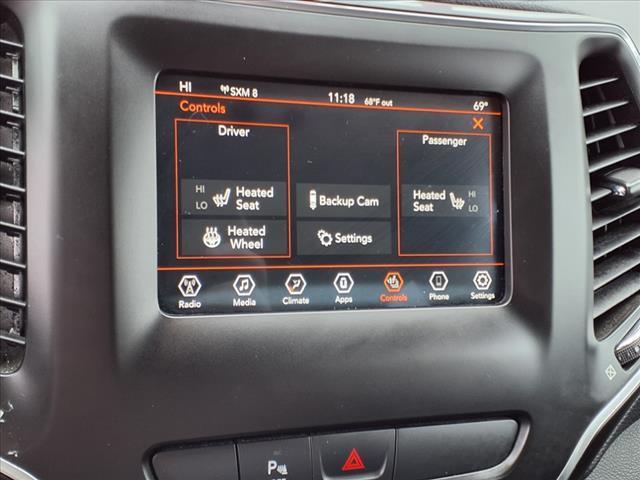 HI SXM 8 11:18 68°F out 69°
Controls
Driver
Passenger
HI
LO
Heated
Seat
Backup Cam
Heated
Seat
HI
LO
Heated
Wheel
Settings
Radio Media Climate Apps Controls Phone Settings
P
OFF